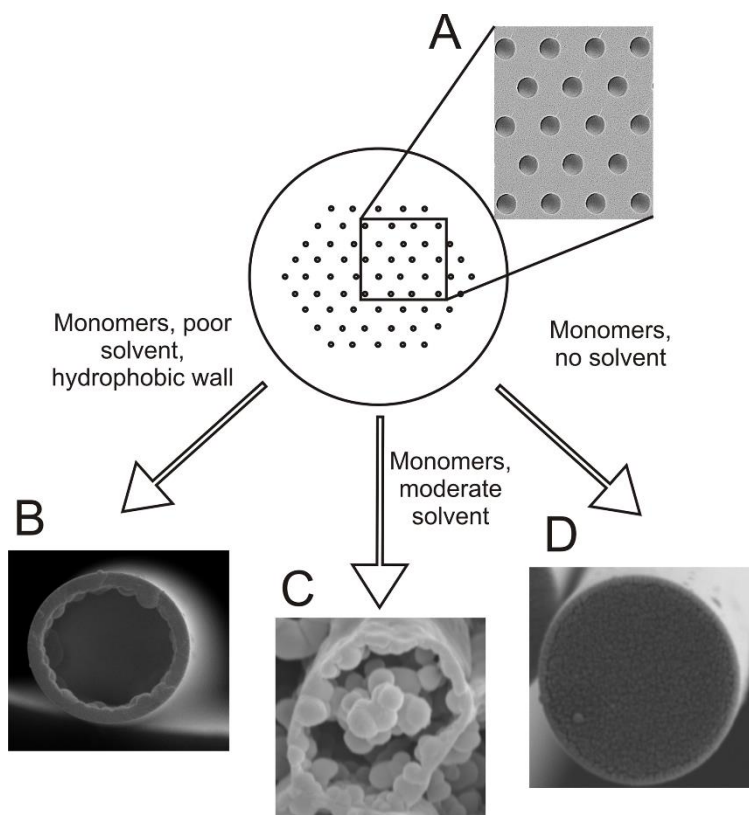 A
Monomers, poor
solvent,
hydrophobic wall
Monomers,
no solvent
Monomers,
moderate
solvent
B
C
D